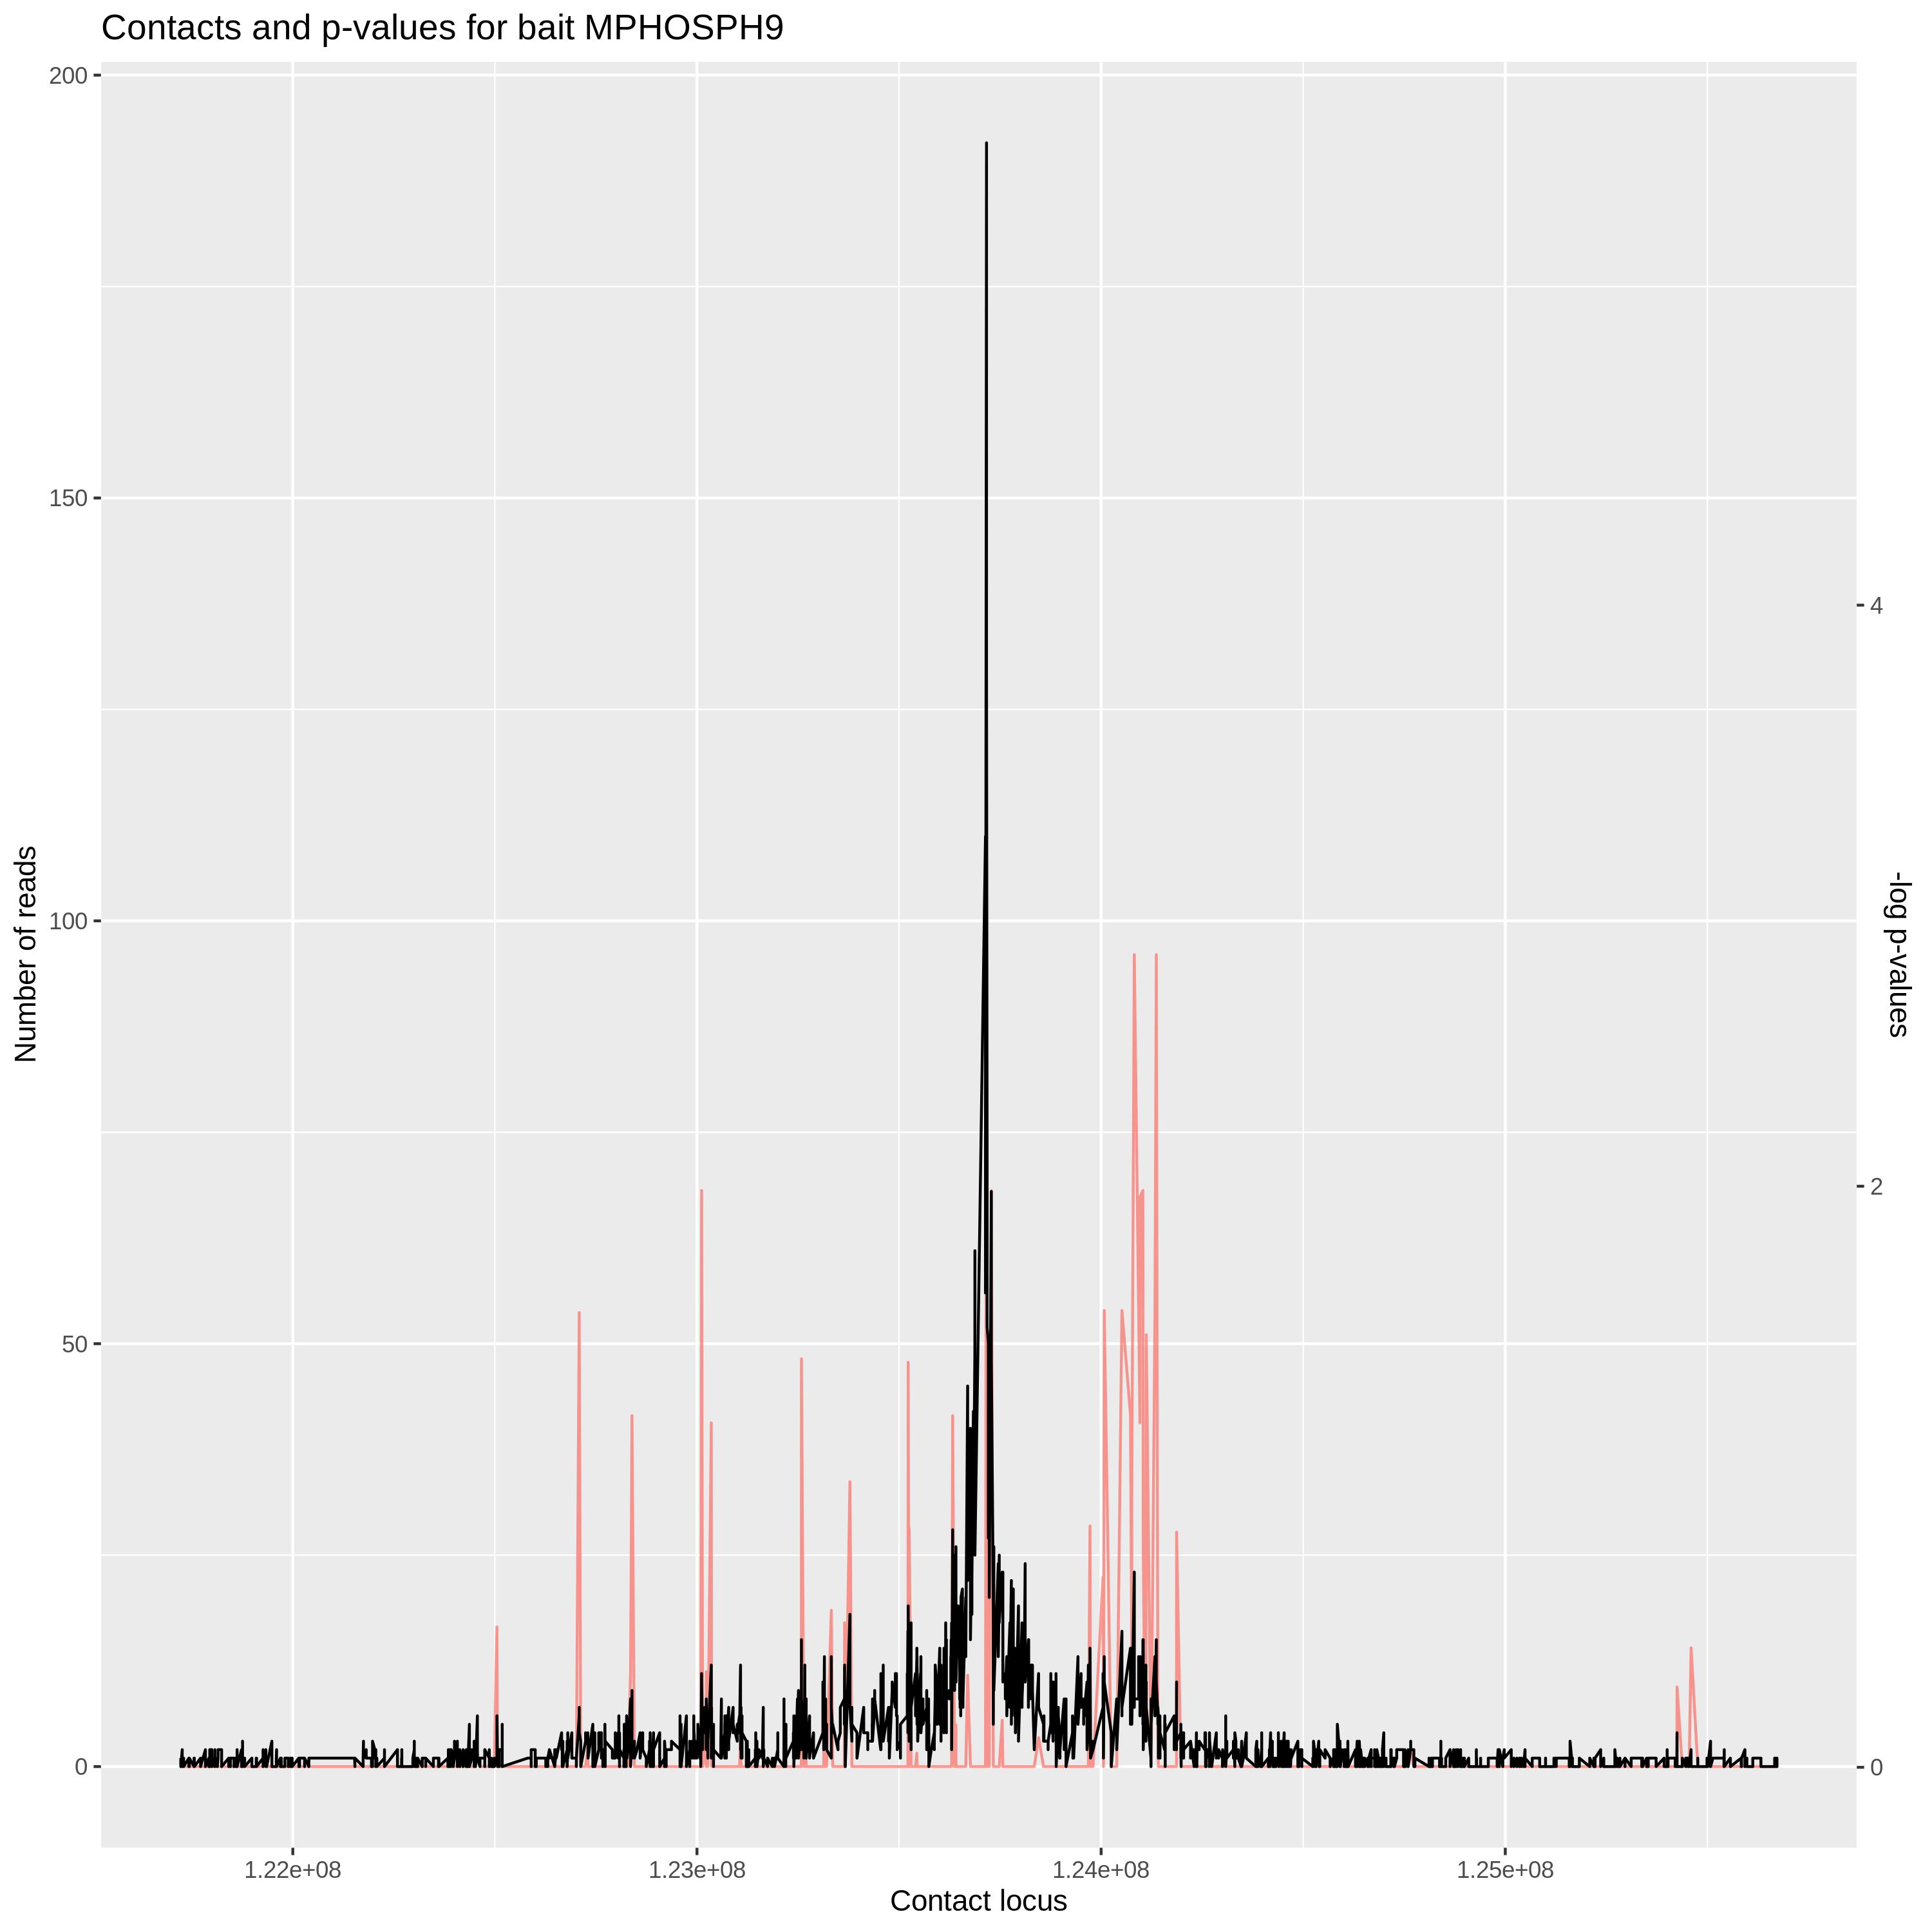 Contacts and p-values for bait MPHOSPH9
200
150
100
50
0
Number of reads
4
2
0
-log p-values
1.22e+08
1.23e+08
1.24e+08
1.25e+08
Contact locus